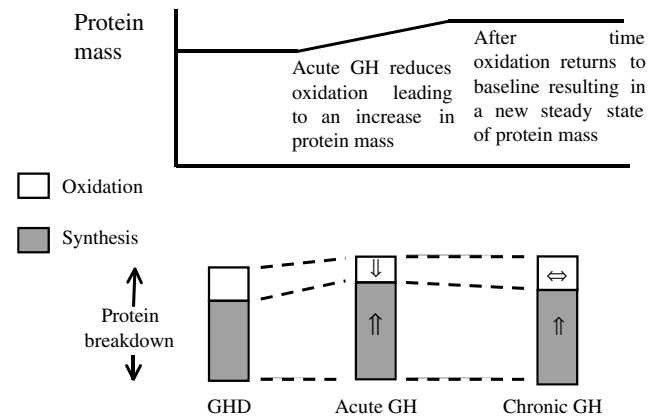 Protein
mass
Acute GH reduces
oxidation leading
to an increase in
protein mass
After time
oxidation returns to
baseline resulting in
a new steady state
of protein mass
Oxidation
Synthesis
Protein
breakdown
GHD
Acute GH
Chronic GH